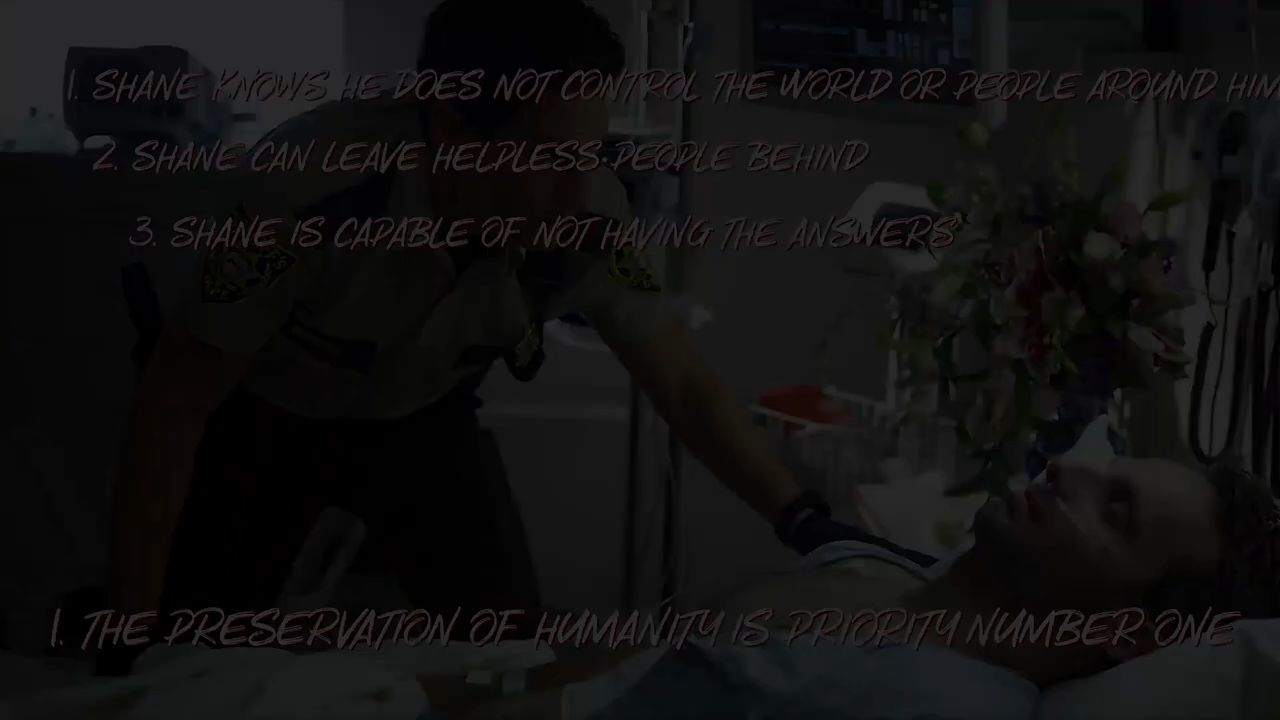 1. SHANE KNOWS HE DOES NOT CONTROL THE WORLD OR PEOPLE AROUND HIM
2. SHANE CAN LEAVE HELPLESS PEOPLE BEHIND
3. SHANE IS CAPABLE OF NOT HAVING THE ANSWERS
1. THE PRESERVATION OF HUMANITY IS PRIORITY NUMBER ONE